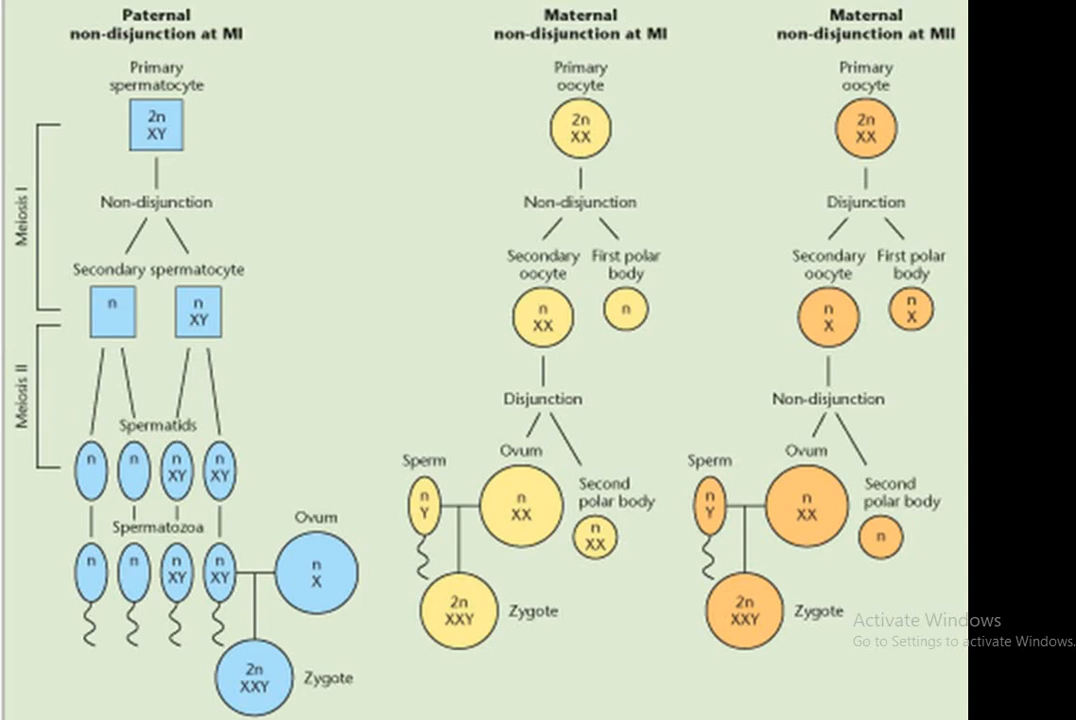 Paternal
non-disjunction at MI
Primary
spermatocyte
2n
XY
Non-disjunction
Secondary spermatocyte
n
n
XY
Spermatids
n
n
n
XY
n
XY
Spermatozoa
n
n
n
XY
n
XY
Ovum
n
X
2n
XXY
Zygote
Meiosis I
Meiosis II
Maternal
non-disjunction at MI
Primary
oocyte
2n
XX
Non-disjunction
Secondary
oocyte
First polar
body
n
XX
n
Disjunction
Sperm
n
Y
Ovum
n
XX
Second
polar body
n
XX
2n
XXY
Zygote
Maternal
non-disjunction at MII
Primary
oocyte
2n
XX
Disjunction
Secondary
oocyte
First polar
body
n
X
n
X
Non-disjunction
Sperm
n
Y
Ovum
n
XX
Second
polar body
n
2n
XXY
Zygote
Activate Windows
Go to Settings to activate Windows.